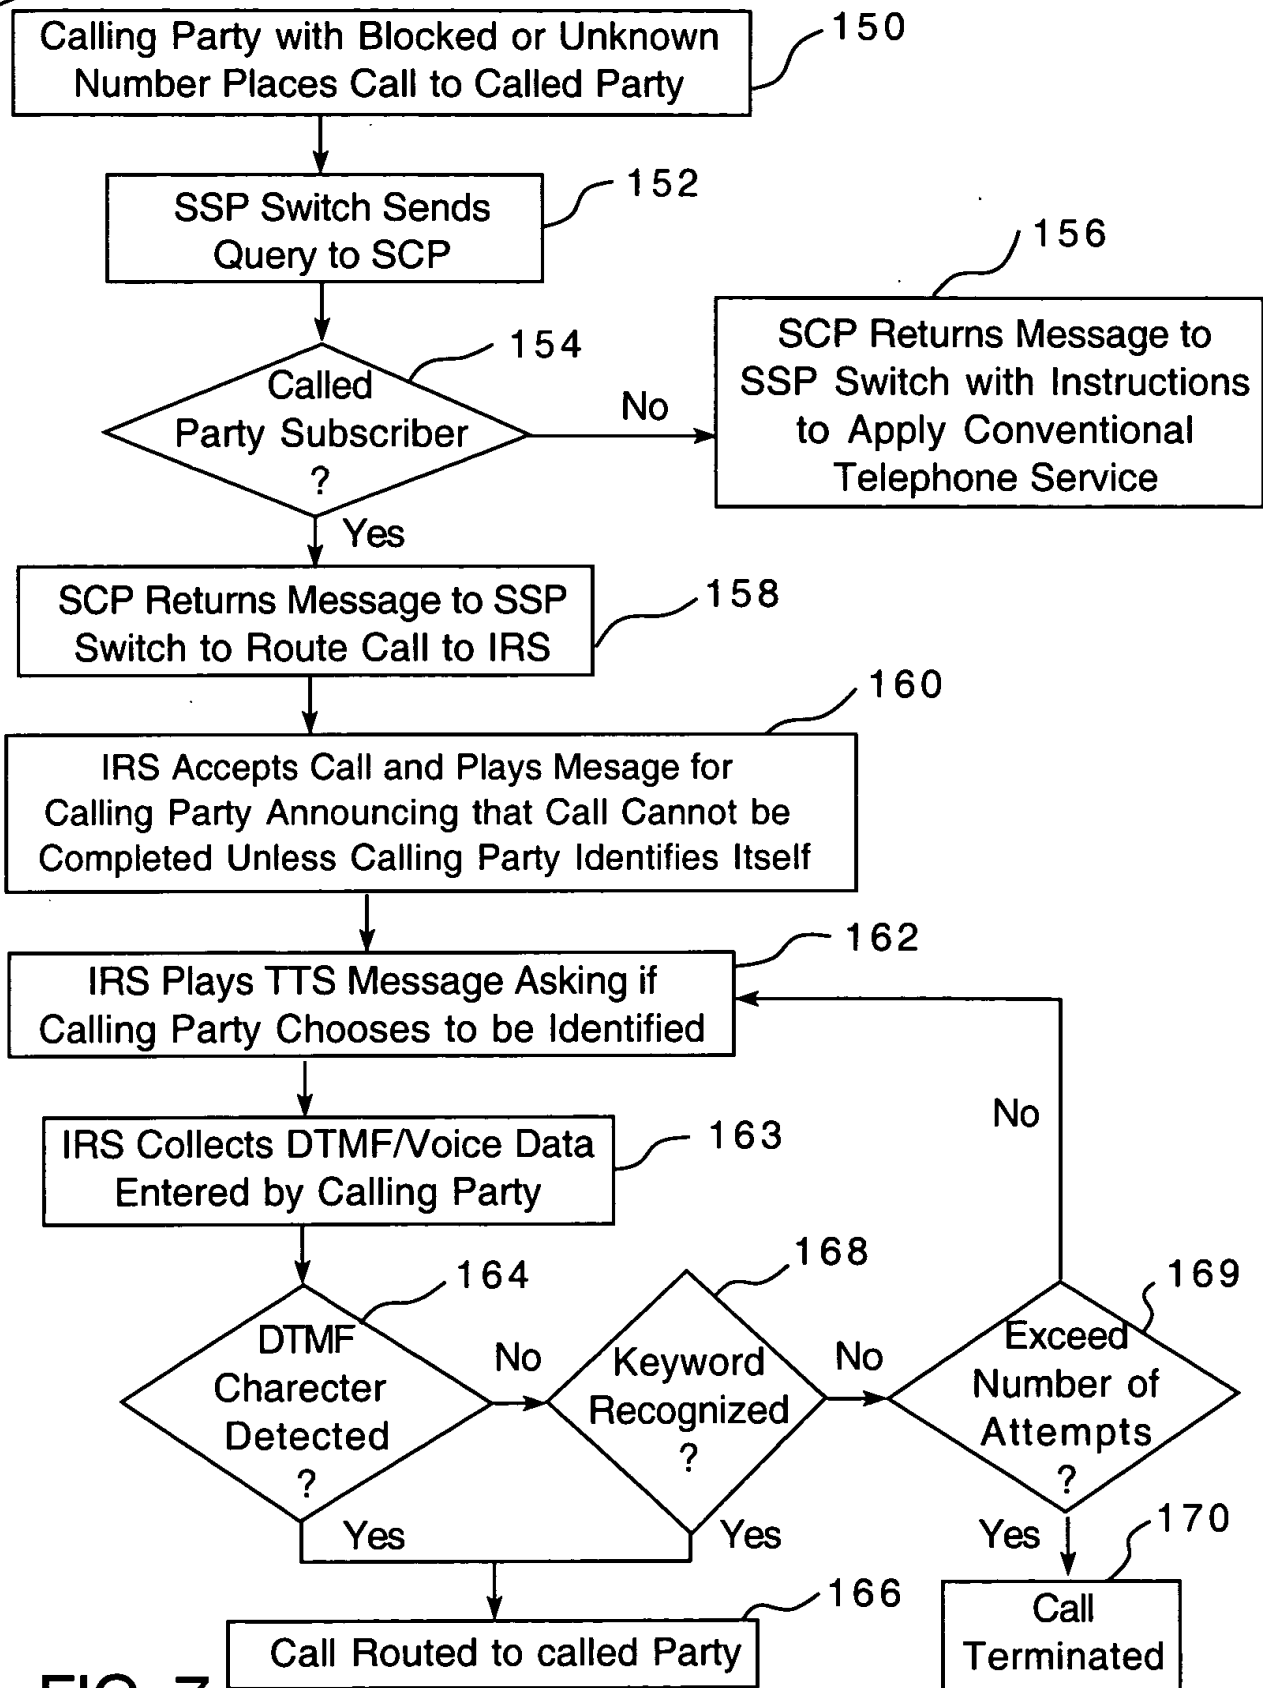 Calling Party with Blocked or Unknown
Number Places Call to Called Party
150
SSP Switch Sends
Query to SCP
152
Called
Party Subscriber
?
154
No
SCP Returns Message to
SSP Switch with Instructions
to Apply Conventional
Telephone Service
156
Yes
SCP Returns Message to SSP
Switch to Route Call to IRS
158
IRS Accepts Call and Plays Mesage for
Calling Party Announcing that Call Cannot be
Completed Unless Calling Party Identifies Itself
160
IRS Plays TTS Message Asking if
Calling Party Chooses to be Identified
162
IRS Collects DTMF/Voice Data
Entered by Calling Party
163
DTMF
Charecter
Detected
?
164
No
Keyword
Recognized
?
168
No
Exceed
Number of
Attempts
?
169
No
Yes
Yes
Yes
Call Routed to called Party
166
Call
Terminated
170
FIG. 7